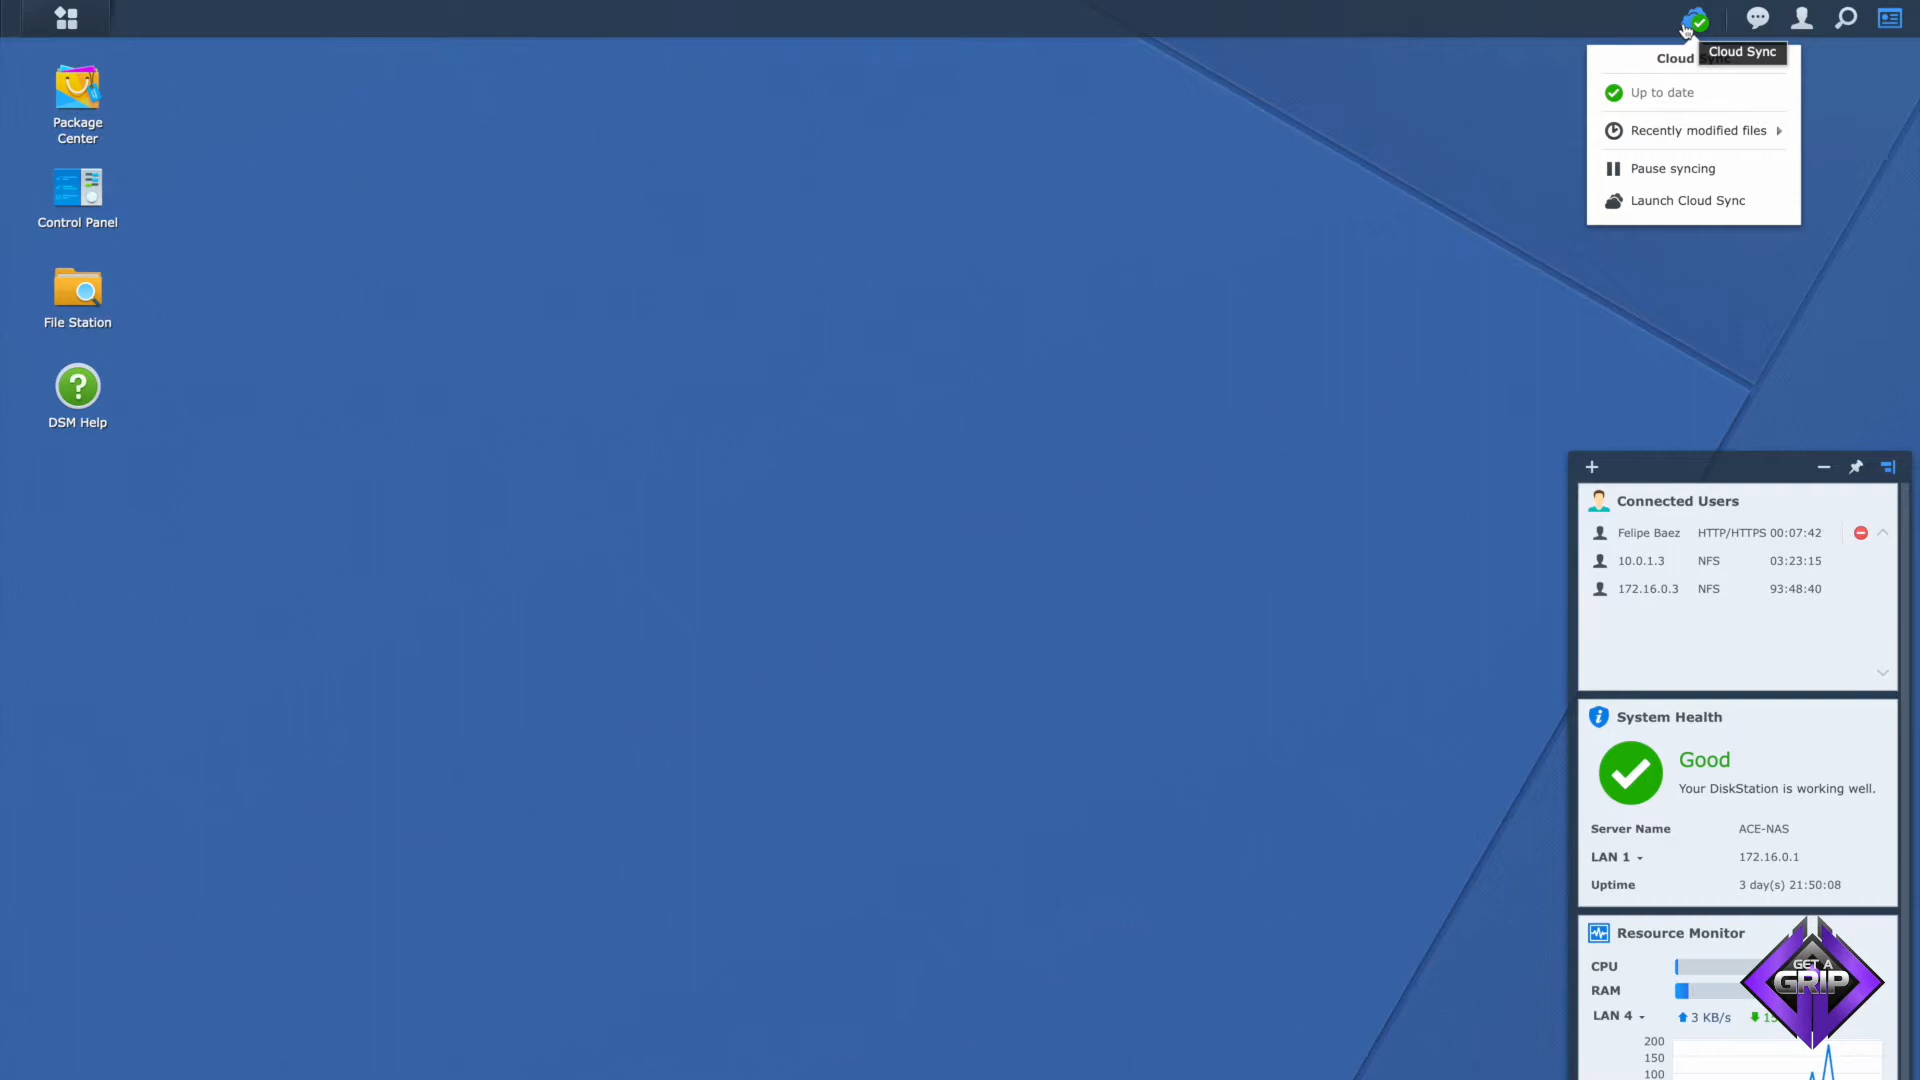 Cloud Sync
Cloud
Up to date
Recently modified files
Pause syncing
Launch Cloud Sync
Package
Center
Control Panel
File Station
DSM Help
Connected Users
Felipe Baez HTTP/HTTPS 00:07:42
10.0.1.3 NFS 03:23:15
172.16.0.3 NFS 93:48:40
System Health
Good
Your DiskStation is working well.
Server Name ACE-NAS
LAN 1 172.16.0.1
Uptime 3 day(s) 21:50:08
Resource Monitor
CPU
RAM
LAN 4 3 KB/s
200
150
100
GET A
GRIP